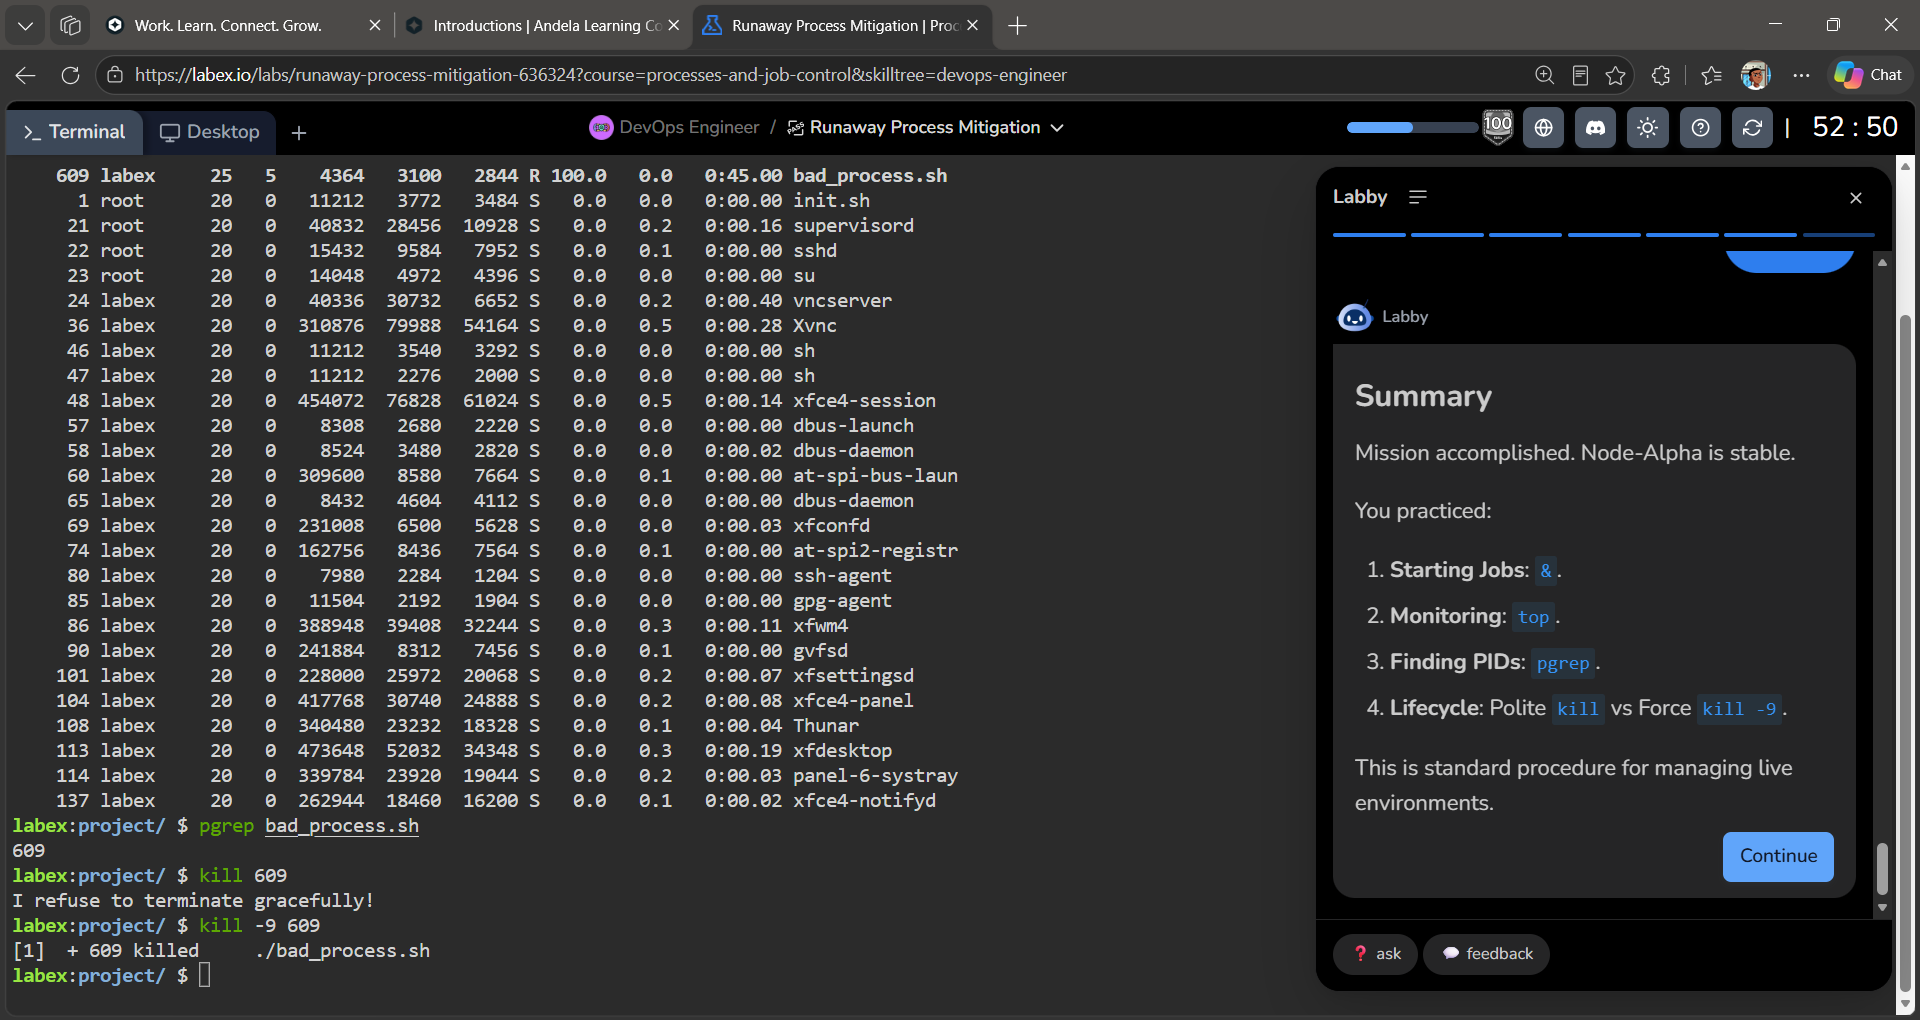 Work. Learn. Connect. Grow.
Introductions | Andela Learning Co
Runaway Process Mitigation | Proc
https://labex.io/labs/runaway-process-mitigation-636324?course=processes-and-job-control&skilltree=devops-engineer
Chat
>_ Terminal
Desktop
DevOps Engineer / Runaway Process Mitigation
100
52 : 50
609 labex 25 5 4364 3100 2844 R 100.0 0.0 0:45.00 bad_process.sh
1 root 20 0 11212 3772 3484 S 0.0 0.0 0:00.00 init.sh
21 root 20 0 40832 28456 10928 S 0.0 0.2 0:00.16 supervisord
22 root 20 0 15432 9584 7952 S 0.0 0.1 0:00.00 sshd
23 root 20 0 14048 4972 4396 S 0.0 0.0 0:00.00 su
24 labex 20 0 40336 30732 6652 S 0.0 0.2 0:00.40 vncserver
36 labex 20 0 310876 79988 54164 S 0.0 0.5 0:00.28 Xvnc
46 labex 20 0 11212 3540 3292 S 0.0 0.0 0:00.00 sh
47 labex 20 0 11212 2276 2000 S 0.0 0.0 0:00.00 sh
48 labex 20 0 454072 76828 61024 S 0.0 0.5 0:00.14 xfce4-session
57 labex 20 0 8308 2680 2220 S 0.0 0.0 0:00.00 dbus-launch
58 labex 20 0 8524 3480 2820 S 0.0 0.0 0:00.02 dbus-daemon
60 labex 20 0 309600 8580 7664 S 0.0 0.1 0:00.00 at-spi-bus-laun
65 labex 20 0 8432 4604 4112 S 0.0 0.0 0:00.00 dbus-daemon
69 labex 20 0 231008 6500 5628 S 0.0 0.0 0:00.03 xfconfd
74 labex 20 0 162756 8436 7564 S 0.0 0.1 0:00.00 at-spi2-registr
80 labex 20 0 7980 2284 1204 S 0.0 0.0 0:00.00 ssh-agent
85 labex 20 0 11504 2192 1904 S 0.0 0.0 0:00.00 gpg-agent
86 labex 20 0 388948 39408 32244 S 0.0 0.3 0:00.11 xfwm4
90 labex 20 0 241884 8312 7456 S 0.0 0.1 0:00.00 gvfsd
101 labex 20 0 228000 25972 20068 S 0.0 0.2 0:00.07 xfsettingsd
104 labex 20 0 417768 30740 24888 S 0.0 0.2 0:00.08 xfce4-panel
108 labex 20 0 340480 23232 18328 S 0.0 0.1 0:00.04 Thunar
113 labex 20 0 473648 52032 34348 S 0.0 0.3 0:00.19 xfdesktop
114 labex 20 0 339784 23920 19044 S 0.0 0.2 0:00.03 panel-6-systray
137 labex 20 0 262944 18460 16200 S 0.0 0.1 0:00.02 xfce4-notifyd
labex:project/ $ pgrep bad_process.sh
609
labex:project/ $ kill 609
I refuse to terminate gracefully!
labex:project/ $ kill -9 609
[1] + 609 killed ./bad_process.sh
labex:project/ $
Labby
Labby
Summary
Mission accomplished. Node-Alpha is stable.
You practiced:
1. Starting Jobs: &.
2. Monitoring: top.
3. Finding PIDs: pgrep.
4. Lifecycle: Polite kill vs Force kill -9.
This is standard procedure for managing live
environments.
Continue
❓ ask
feedback